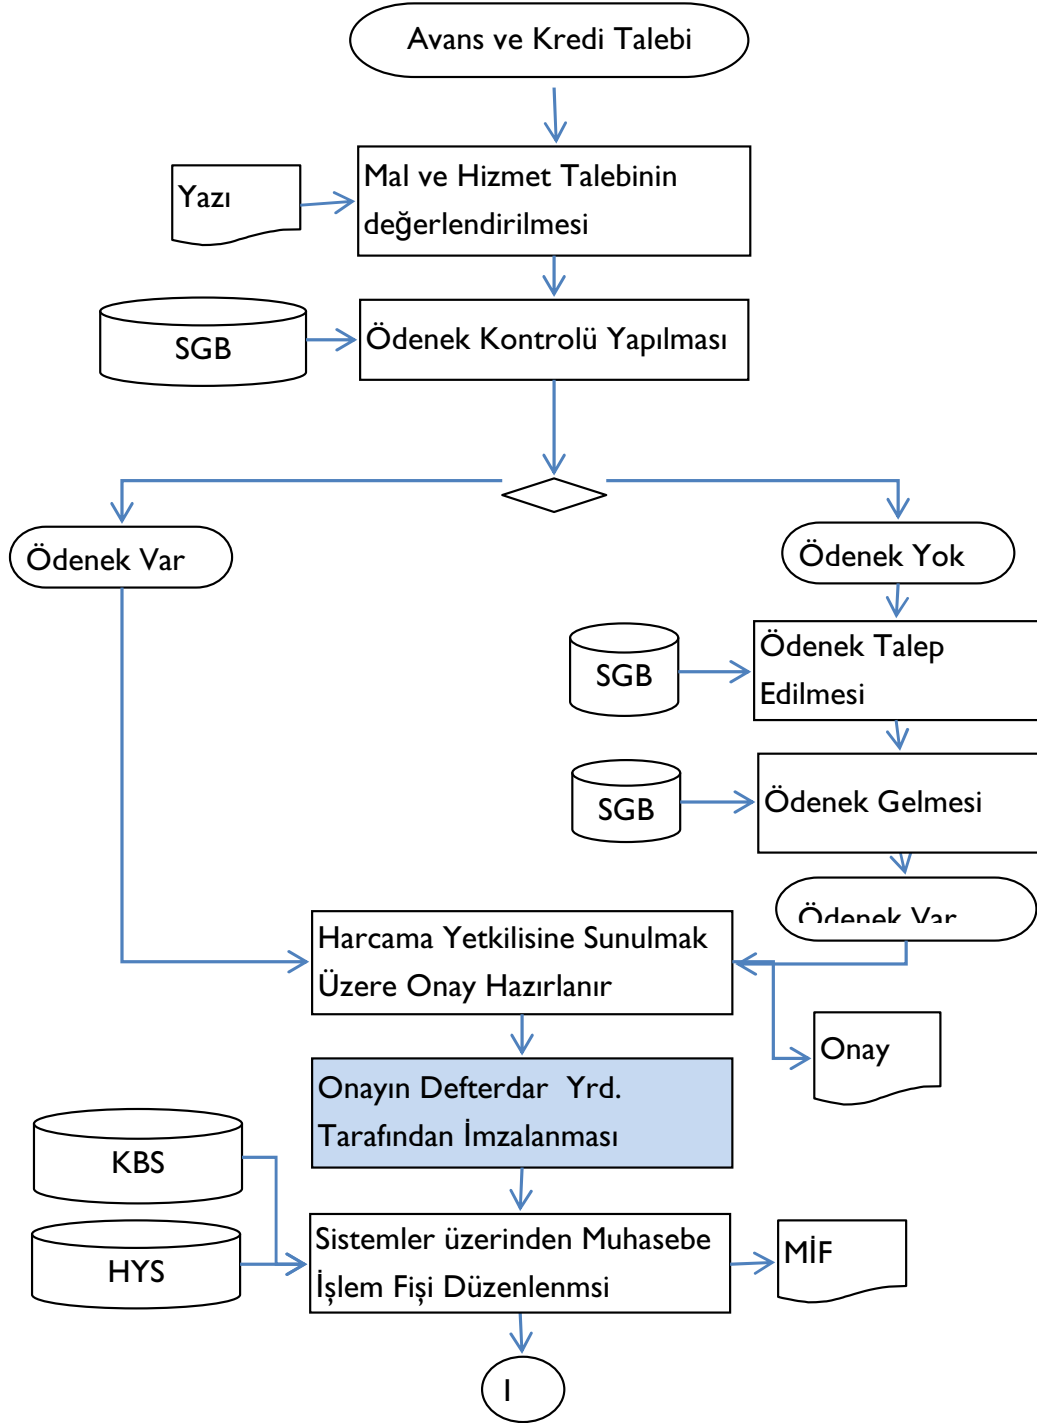 Avans ve Kredi Talebi
Yazı
Mal ve Hizmet Talebinin
değerlendirilmesi
SGB
Ödenek Kontrolü Yapılması
Ödenek Var
Ödenek Yok
SGB
Ödenek Talep
Edilmesi
SGB
Ödenek Gelmesi
Ödenek Var
Harcama Yetkilisine Sunulmak
Üzere Onay Hazırlanır
Onay
Onayın Defterdar Yrd.
Tarafından İmzalanması
KBS
HYS
Sistemler üzerinden Muhasebe
İşlem Fişi Düzenlenmsi
MİF
I